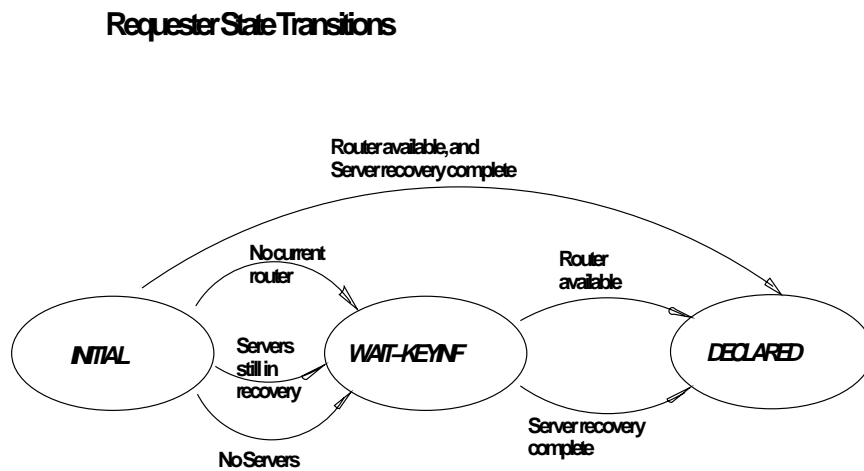 Requester State Transitions
Router available, and
Server recovery complete
No current
router
Router
available
INITIAL
Servers
still in
recovery
WAIT-KEYINF
DECLARED
Server recovery
complete
No Servers